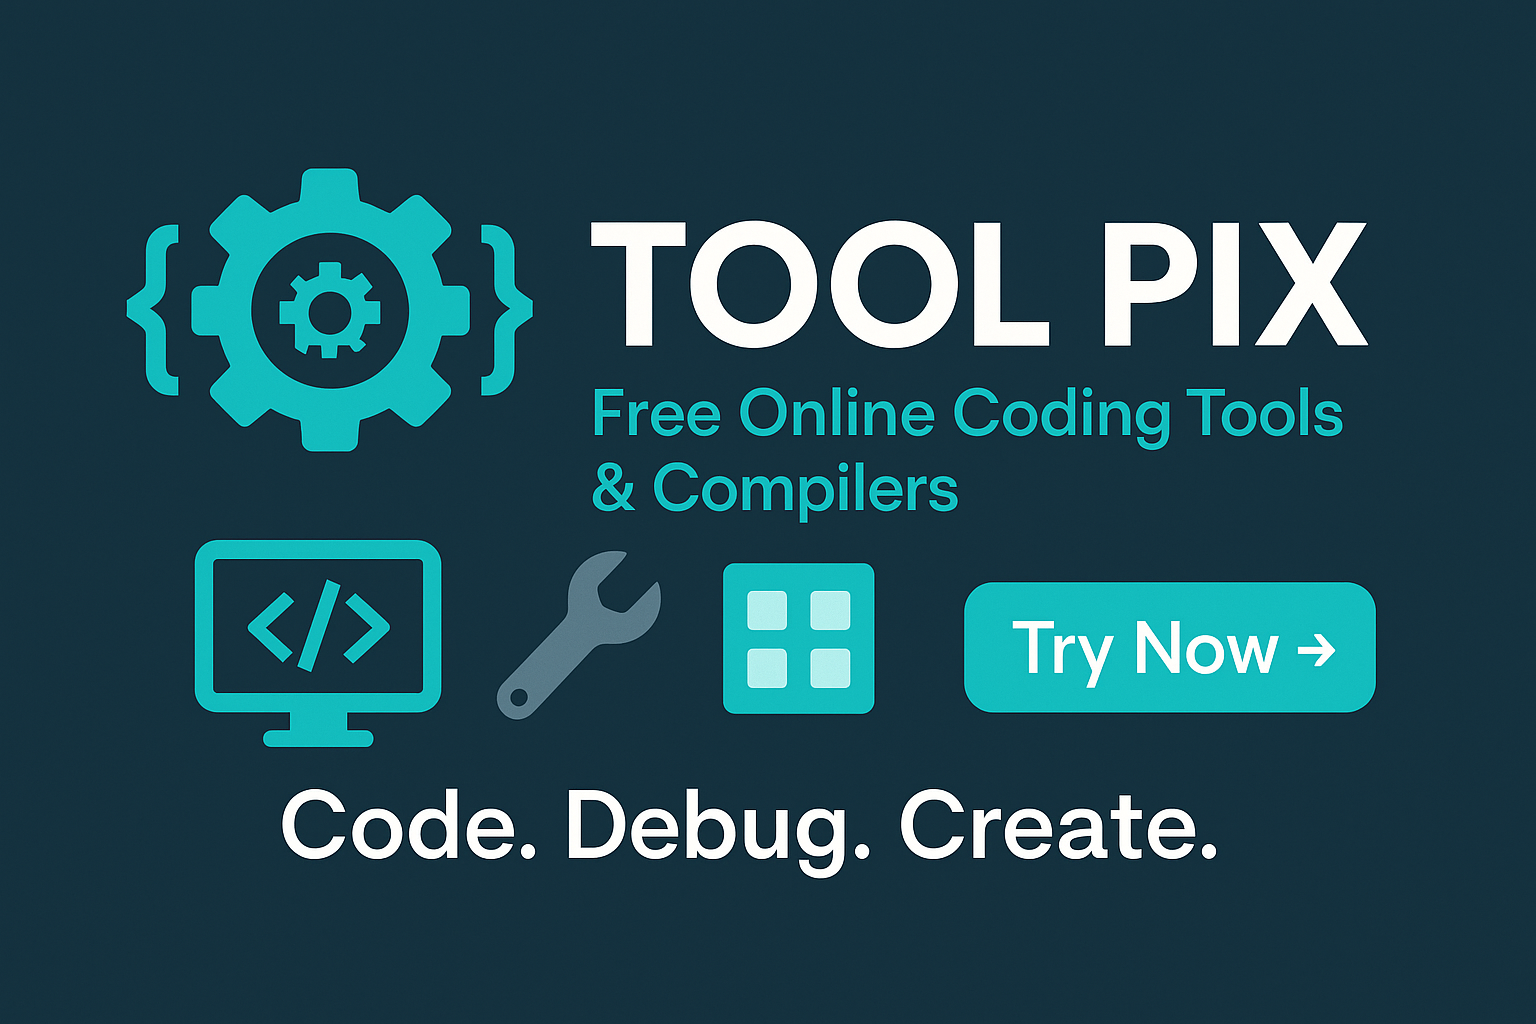 TOOL PIX
Free Online Coding Tools
& Compilers
</>
Try Now →
Code. Debug. Create.